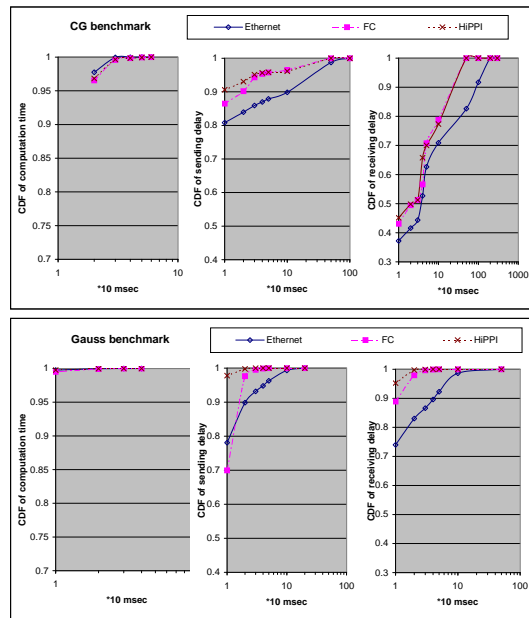 CG benchmark
Ethernet FC HiPPI
CDF of computation time
1
0.95
0.9
0.85
0.8
0.75
0.7
1 10
*10 msec
CDF of sending delay
1
0.9
0.8
0.7
0.6
0.5
0.4
1 10 100
*10 msec
CDF of receiving delay
1
0.9
0.8
0.7
0.6
0.5
0.4
0.3
1 10 100 1000
*10 msec
Gauss benchmark
Ethernet FC HiPPI
CDF of computation time
1
0.95
0.9
0.85
0.8
0.75
0.7
1
*10 msec
CDF of sending delay
1
0.9
0.8
0.7
0.6
0.5
0.4
1 10 100
*10 msec
CDF of receiving delay
1
0.9
0.8
0.7
0.6
0.5
0.4
0.3
1 10 100
*10 msec